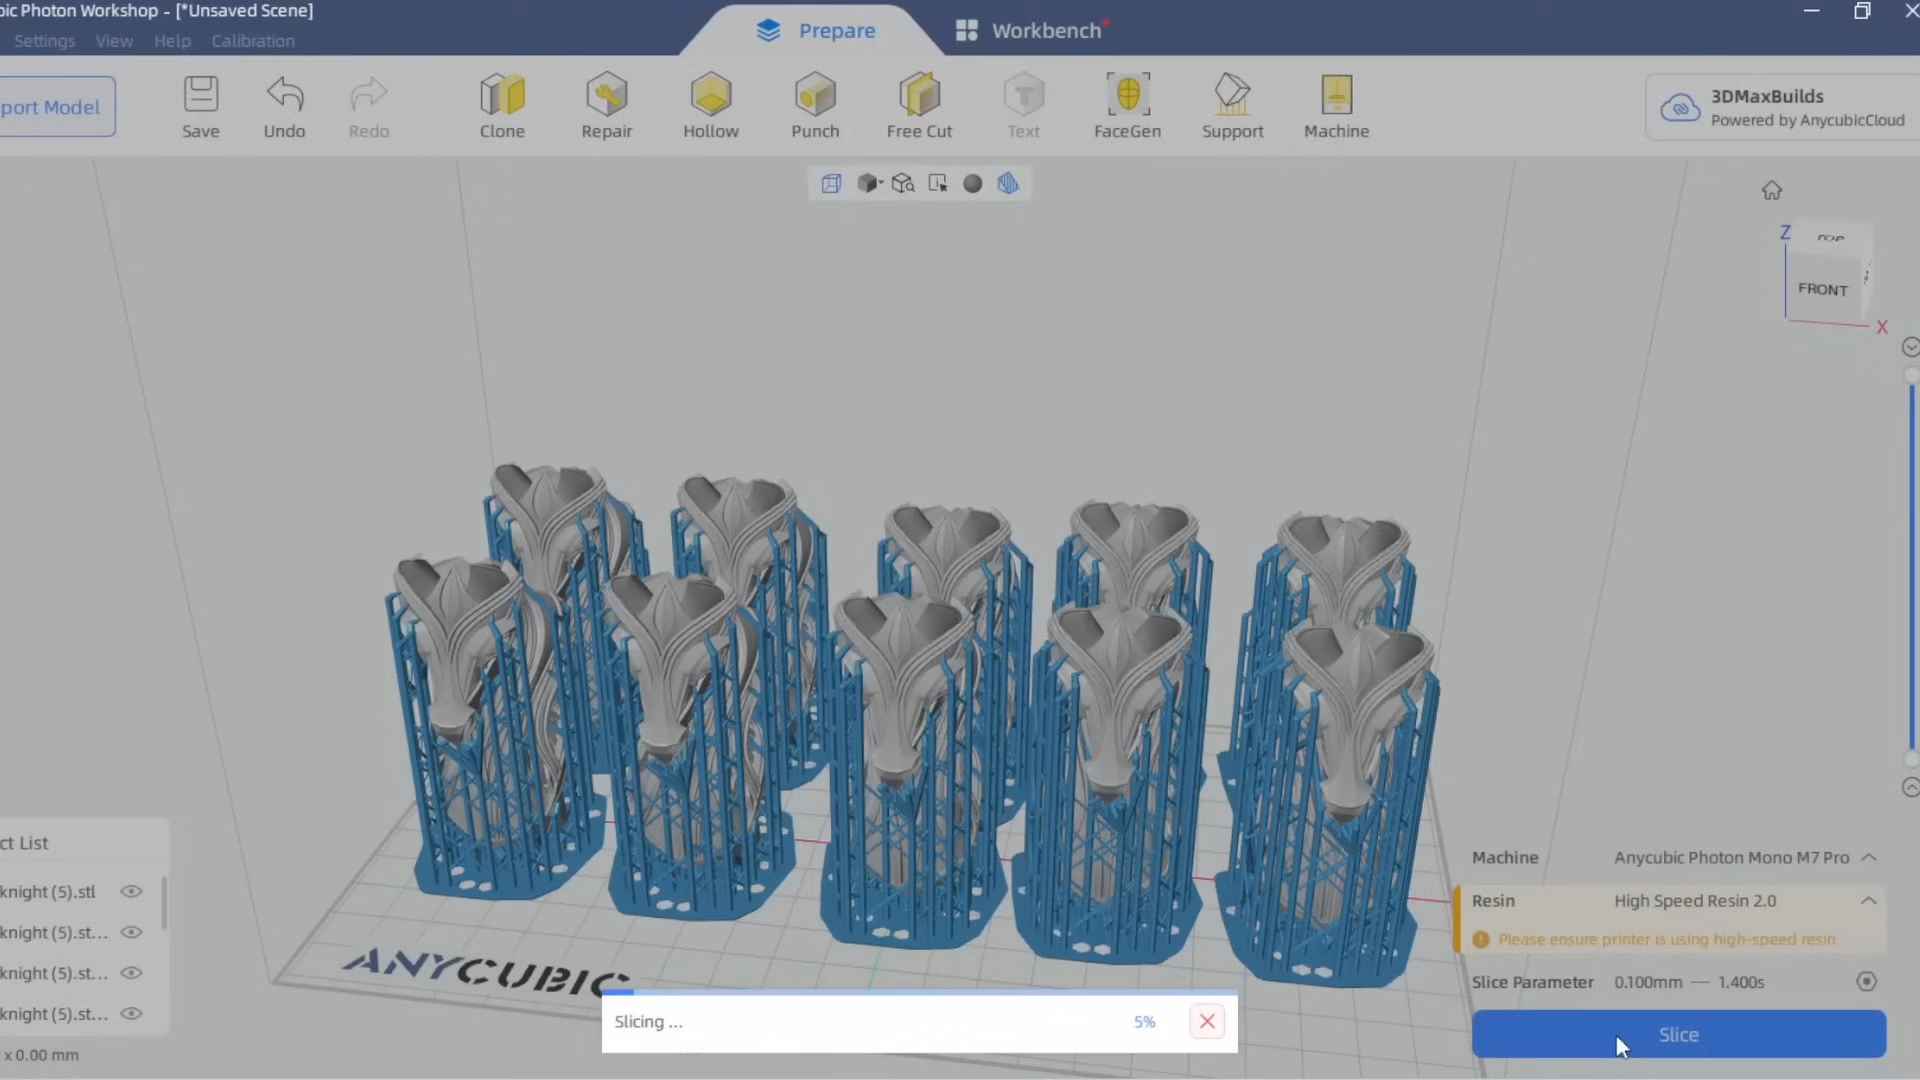 bic Photon Workshop - [*Unsaved Scene]
Settings View Help Calibration
Prepare
Workbench
port Model
Save
Undo
Redo
Clone
Repair
Hollow
Punch
Free Cut
Text
FaceGen
Support
Machine
3DMaxBuilds
Powered by AnycubicCloud
Z
TOP
FRONT
X
ct List
knight (5).stl
knight (5).st...
knight (5).st...
knight (5).st...
x 0.00 mm
ANYCUBIC
Slicing ... 5%
Machine Anycubic Photon Mono M7 Pro
Resin High Speed Resin 2.0
Please ensure printer is using high-speed resin
Slice Parameter 0.100mm — 1.400s
Slice